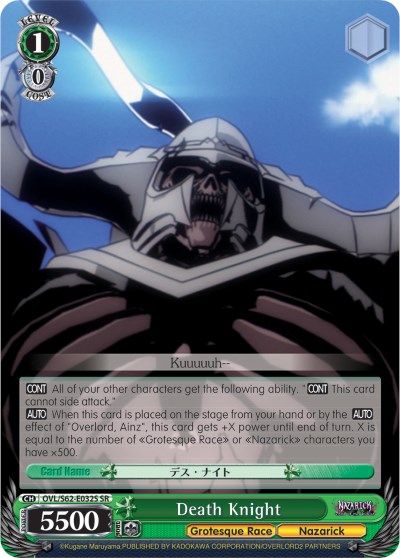 LEVEL
1
0
COST
Kuuuuuh--
CONT All of your other characters get the following ability. "CONT This card
cannot side attack."
AUTO When this card is placed on the stage from your hand or by the AUTO
effect of "Overlord, Ainz", this card gets +X power until end of turn. X is
equal to the number of «Grotesque Race» or «Nazarick» characters you
have ×500.
Card Name
デス・ナイト
CH OVL/S62-E032S SR
5500
Death Knight
NAZARICK
Grotesque Race
Nazarick
©Kugane Maruyama,PUBLISHED BY KADOKAWA CORPORATION/OVERLORD2 PARTNERS